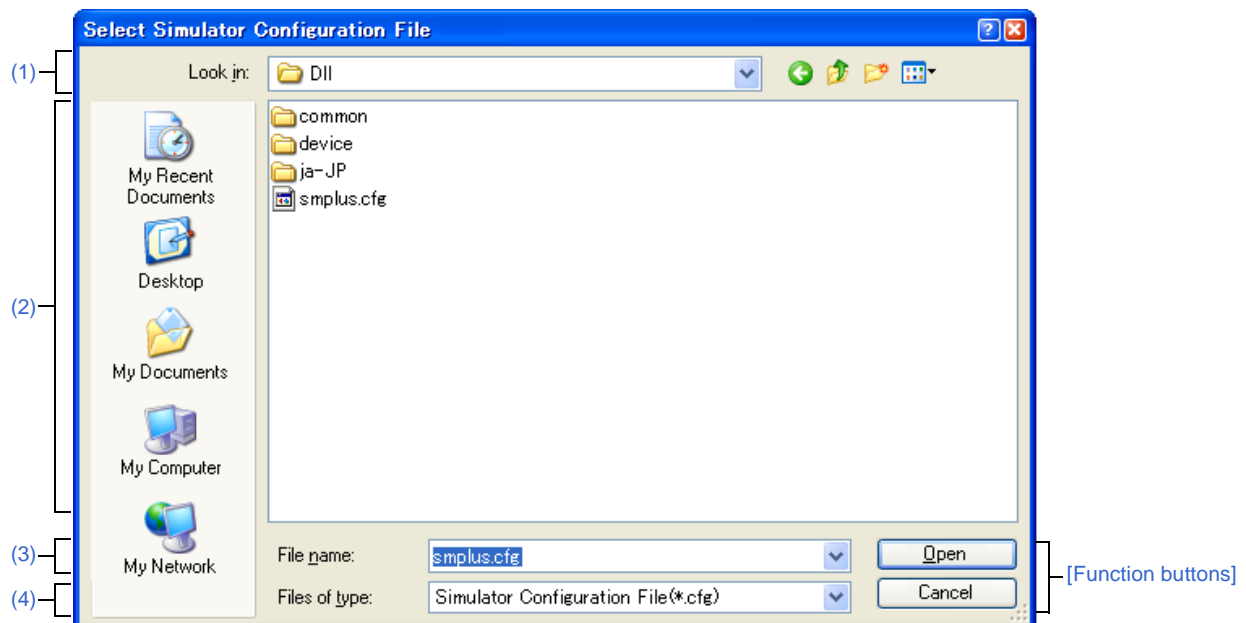 Select Simulator Configuration File
(1)
Look in:
Dll
common
device
ja-JP
smplus.cfg
My Recent
Documents
Desktop
(2)
My Documents
My Computer
My Network
(3)
File name:
smplus.cfg
Open
[Function buttons]
(4)
Files of type:
Simulator Configuration File(*.cfg)
Cancel